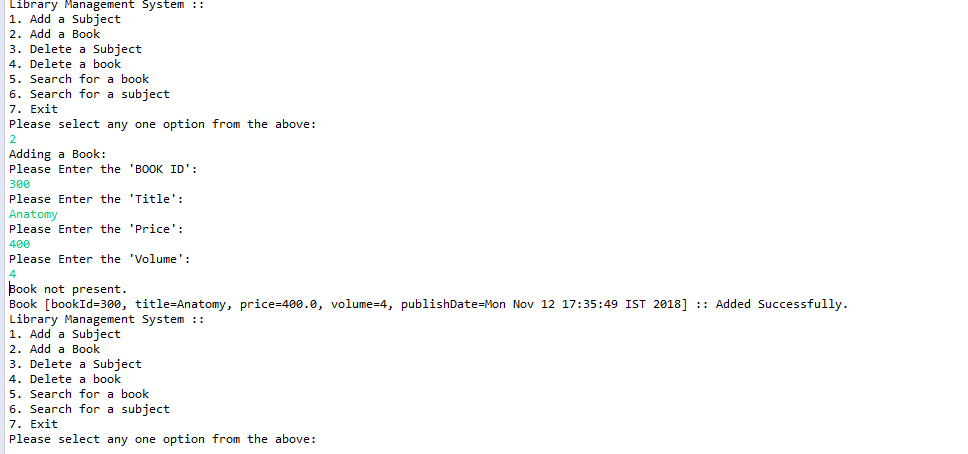 Library Management System ::
1. Add a Subject
2. Add a Book
3. Delete a Subject
4. Delete a book
5. Search for a book
6. Search for a subject
7. Exit
Please select any one option from the above:
2
Adding a Book:
Please Enter the 'BOOK ID':
300
Please Enter the 'Title':
Anatomy
Please Enter the 'Price':
400
Please Enter the 'Volume':
4
Book not present.
Book [bookId=300, title=Anatomy, price=400.0, volume=4, publishDate=Mon Nov 12 17:35:49 IST 2018] :: Added Successfully.
Library Management System ::
1. Add a Subject
2. Add a Book
3. Delete a Subject
4. Delete a book
5. Search for a book
6. Search for a subject
7. Exit
Please select any one option from the above: